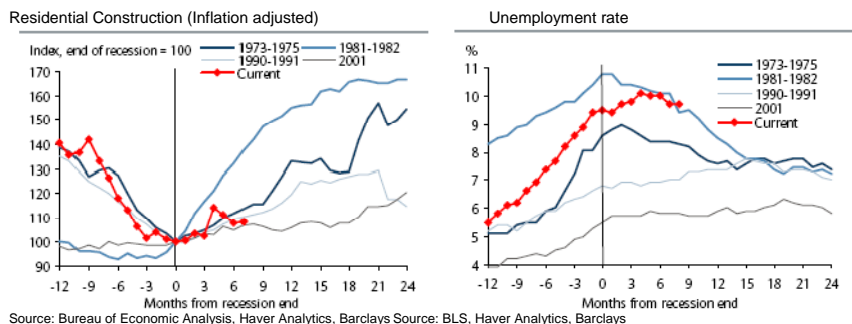 Residential Construction (Inflation adjusted)
Index, end of recession = 100
1973-1975
1981-1982
1990-1991
2001
Current
170
160
150
140
130
120
110
100
90
-12 -9 -6 -3 0 3 6 9 12 15 18 21 24
Months from recession end
Unemployment rate
%
1973-1975
1981-1982
1990-1991
2001
Current
11
10
9
8
7
6
5
4
-12 -9 -6 -3 0 3 6 9 12 15 18 21 24
Months from recession end
Source: Bureau of Economic Analysis, Haver Analytics, Barclays Source: BLS, Haver Analytics, Barclays